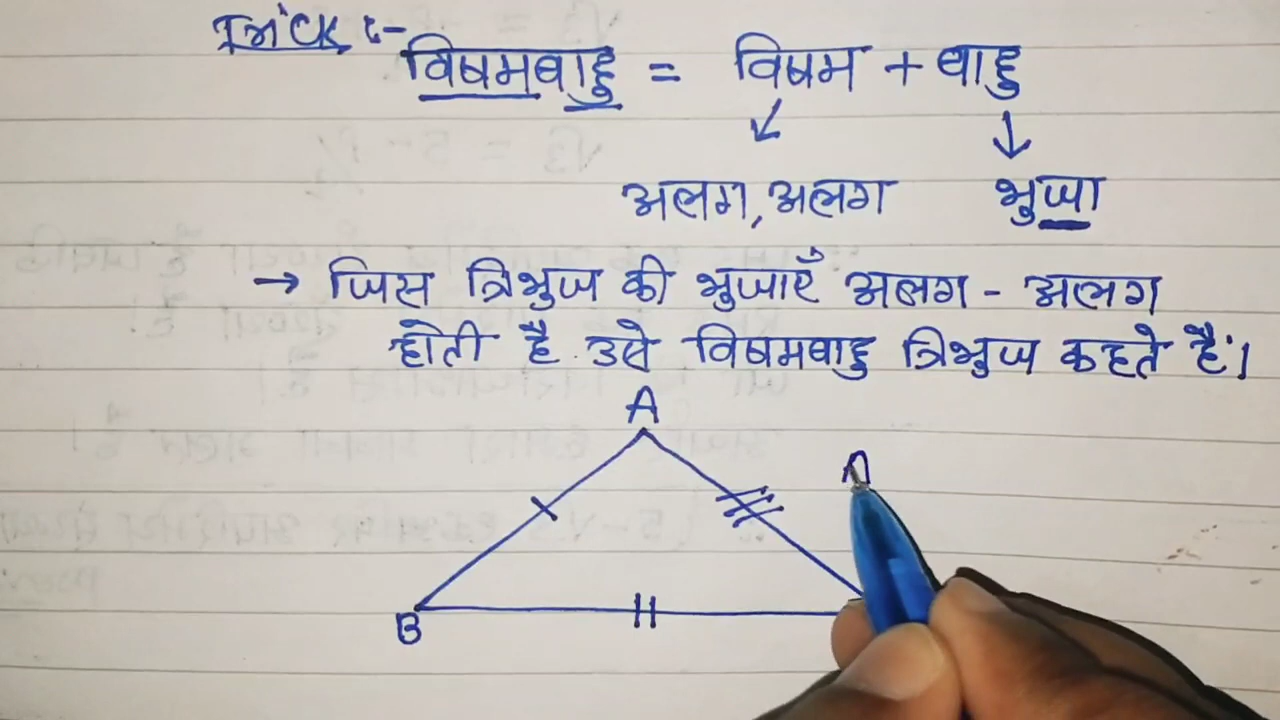 Trick :-
विषमबाहु = विषम + बाहु
अलग, अलग भुजा
→ जिस त्रिभुज की भुजाएँ अलग - अलग
होती है उसे विषमबाहु त्रिभुज कहते हैं।
A
B